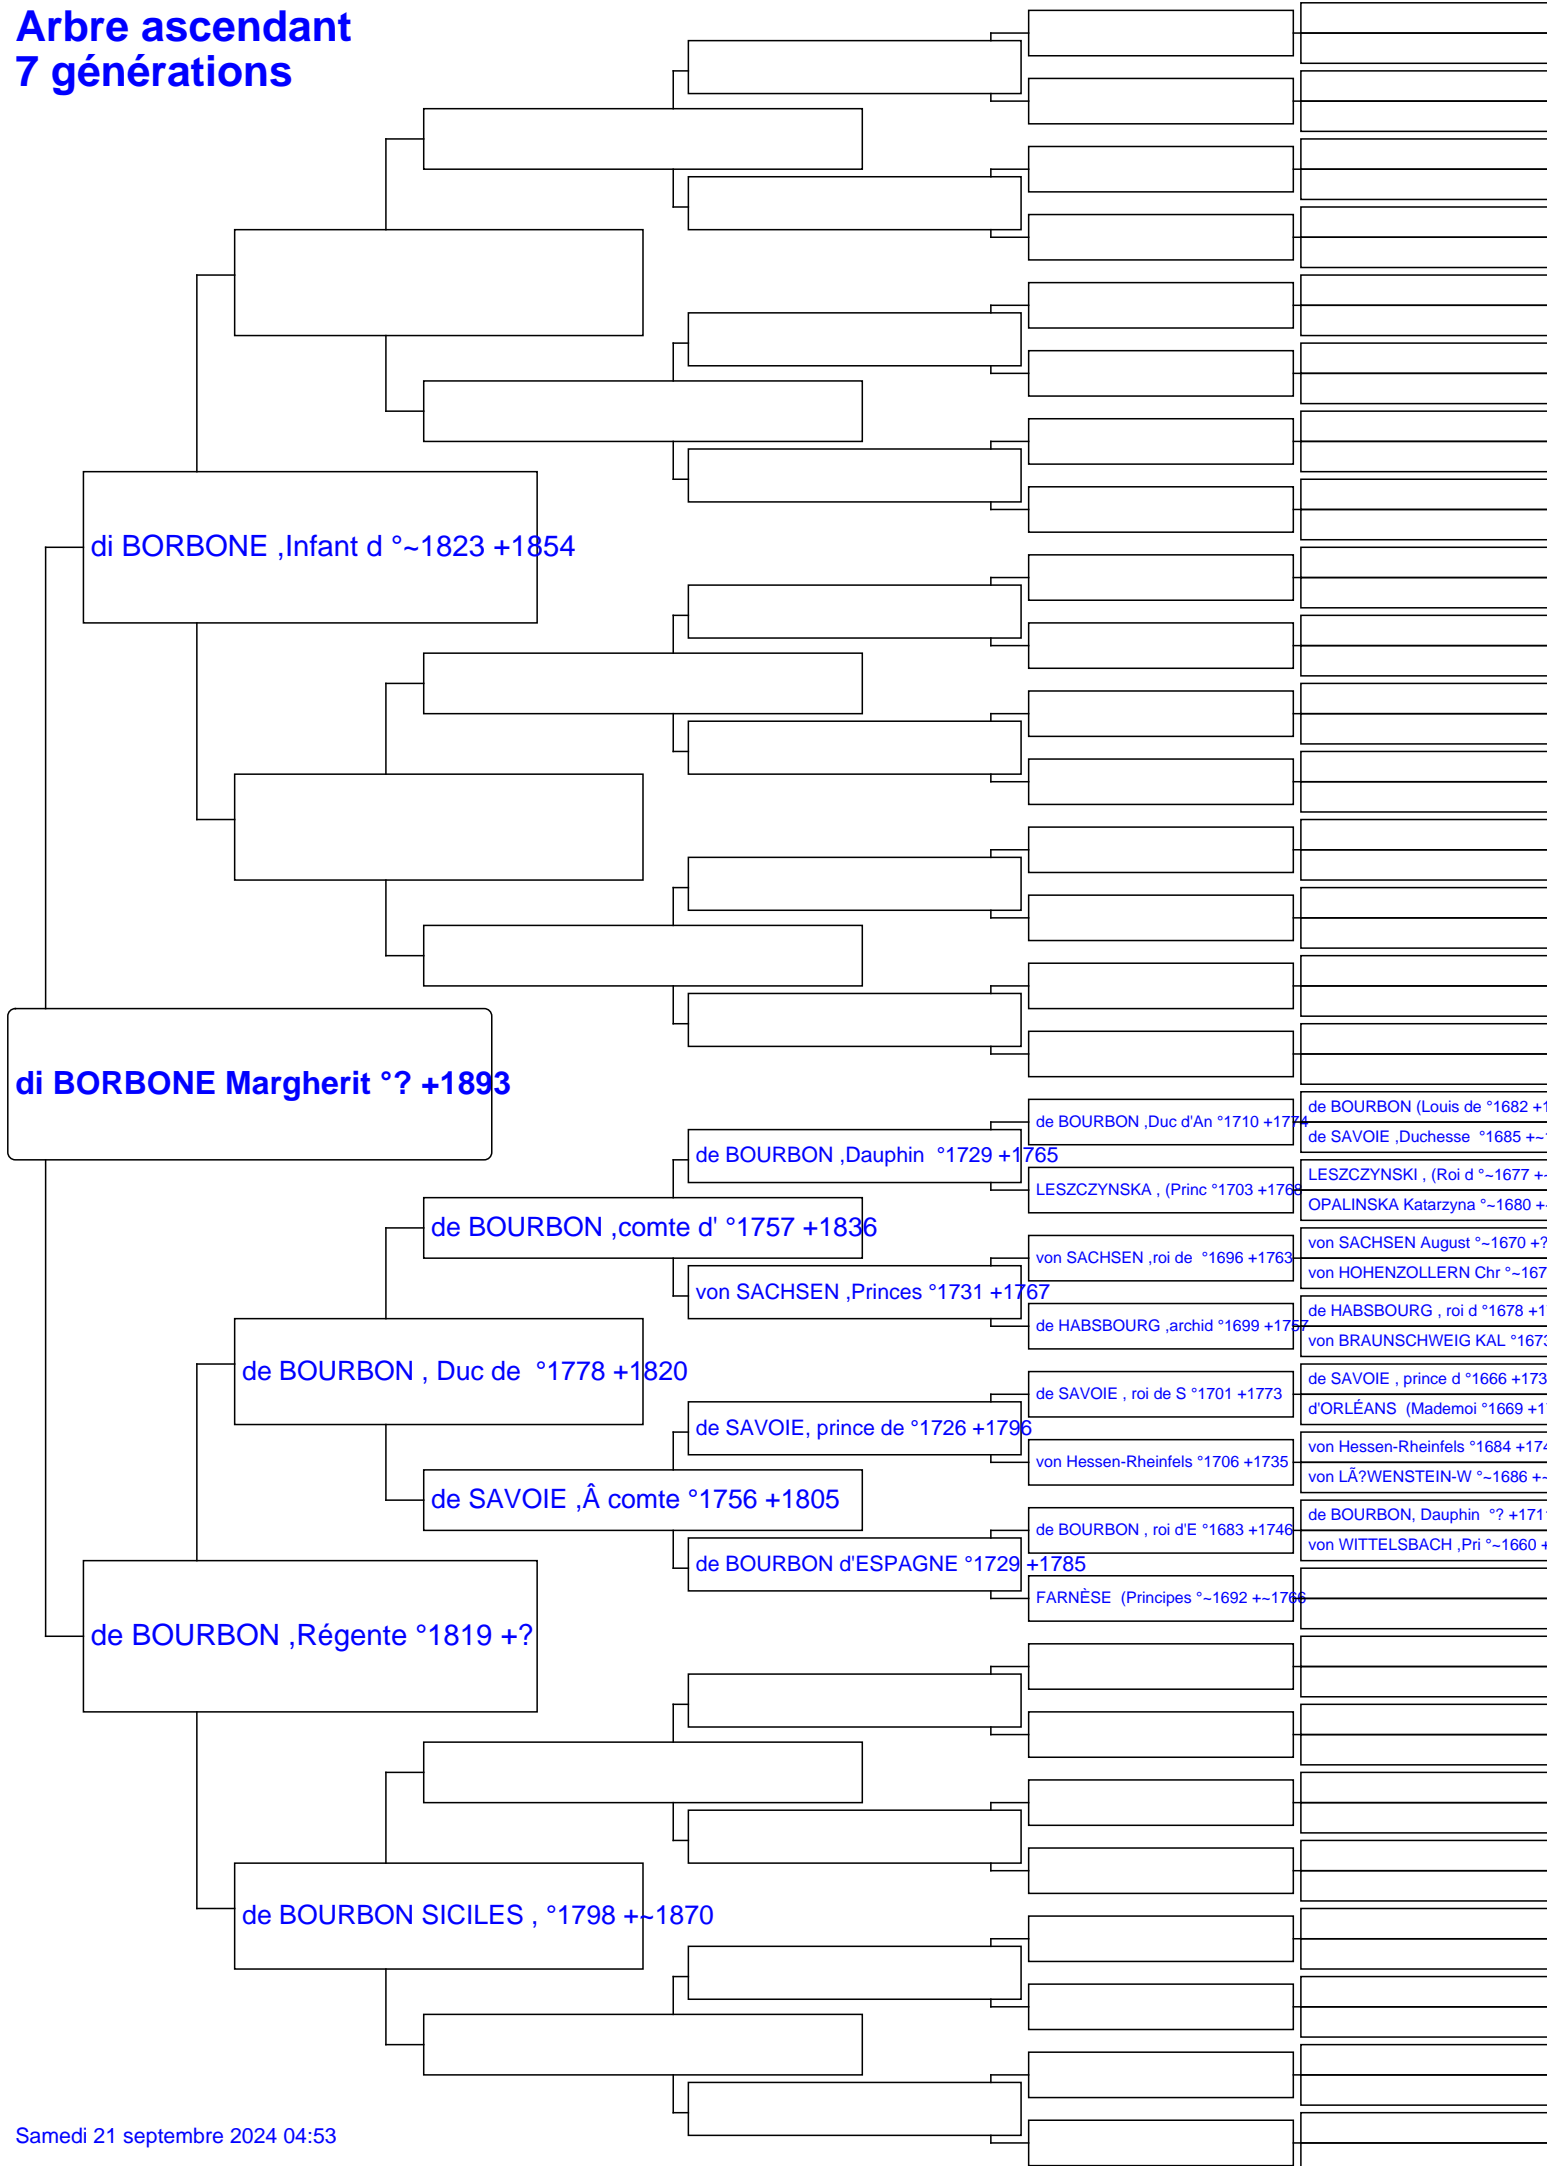 Arbre ascendant
7 générations
di BORBONE ,Infant d °~1823 +1854
di BORBONE Margherit °? +1893
de BOURBON ,Duc d'An °1710 +1774
de BOURBON (Louis de °1682 +1
de SAVOIE ,Duchesse °1685 +~1
de BOURBON ,Dauphin °1729 +1765
LESZCZYNSKA , (Princ °1703 +1768
LESZCZYNSKI , (Roi d °~1677 +~
OPALINSKA Katarzyna °~1680 +~
de BOURBON ,comte d' °1757 +1836
von SACHSEN ,roi de °1696 +1763
von SACHSEN August °~1670 +?
von HOHENZOLLERN Chr °~167
von SACHSEN ,Princes °1731 +1767
de HABSBOURG ,archid °1699 +1757
de HABSBOURG , roi d °1678 +1
von BRAUNSCHWEIG KAL °1673
de BOURBON , Duc de °1778 +1820
de SAVOIE , roi de S °1701 +1773
de SAVOIE , prince d °1666 +173
d'ORLÉANS (Mademoi °1669 +1
de SAVOIE, prince de °1726 +1796
von Hessen-Rheinfels °1706 +1735
von Hessen-Rheinfels °1684 +174
von LÃ?WENSTEIN-W °~1686 +~
de SAVOIE ,Â comte °1756 +1805
de BOURBON , roi d'E °1683 +1746
de BOURBON, Dauphin °? +1711
von WITTELSBACH ,Pri °~1660 +
de BOURBON d'ESPAGNE °1729 +1785
FARNÈSE (Principes °~1692 +~1766
de BOURBON ,Régente °1819 +?
de BOURBON SICILES , °1798 +~1870
Samedi 21 septembre 2024 04:53